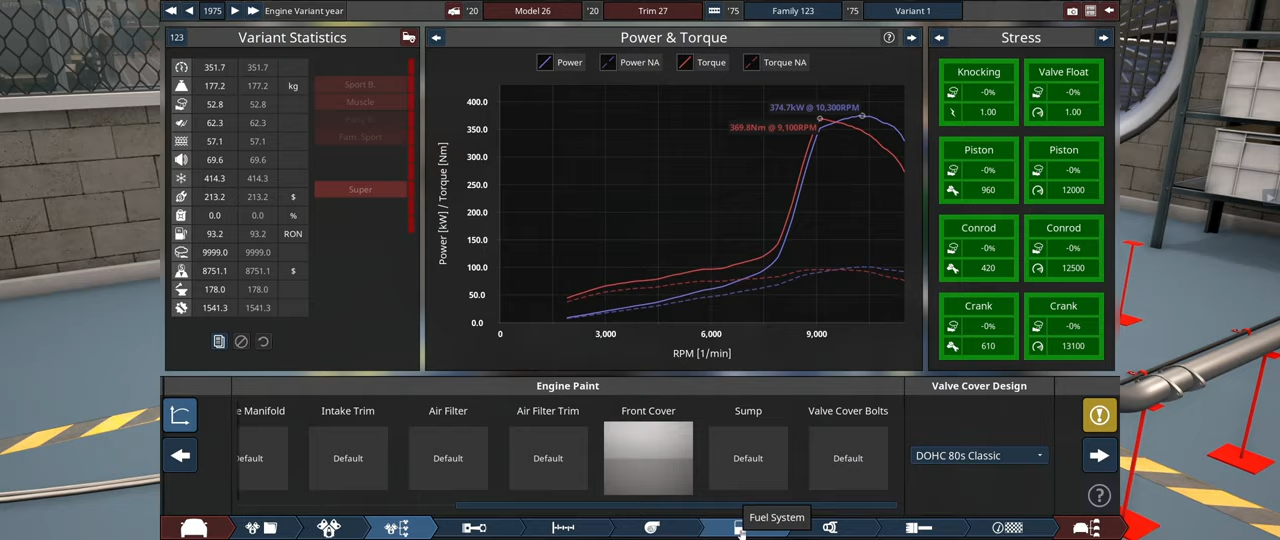 1975 Engine Variant year '20 Model 26 '20 Trim 27 '75 Family 123 '75 Variant 1
123 Variant Statistics
351.7 351.7
177.2 177.2 kg
52.8 52.8
62.3 62.3
57.1 57.1
69.6 69.6
414.3 414.3
213.2 213.2 $
0.0 0.0 %
93.2 93.2 RON
9999.0 9999.0
8751.1 8751.1 $
178.0 178.0
1541.3 1541.3
Sport B.
Muscle
Fam. Sport
Super
Power & Torque
Power Power NA Torque Torque NA
Power [kW] / Torque [Nm]
400.0
350.0
300.0
250.0
200.0
150.0
100.0
50.0
0.0
374.7kW @ 10,300RPM
369.8Nm @ 9,100RPM
0 3,000 6,000 9,000
RPM [1/min]
Stress
Knocking Valve Float
-0% -0%
1.00 1.00
Piston Piston
-0% -0%
960 12000
Conrod Conrod
-0% -0%
420 12500
Crank Crank
-0% -0%
610 13100
Engine Paint Valve Cover Design
e Manifold Intake Trim Air Filter Air Filter Trim Front Cover Sump Valve Cover Bolts
Default Default Default Default Default Default
DOHC 80s Classic
Fuel System